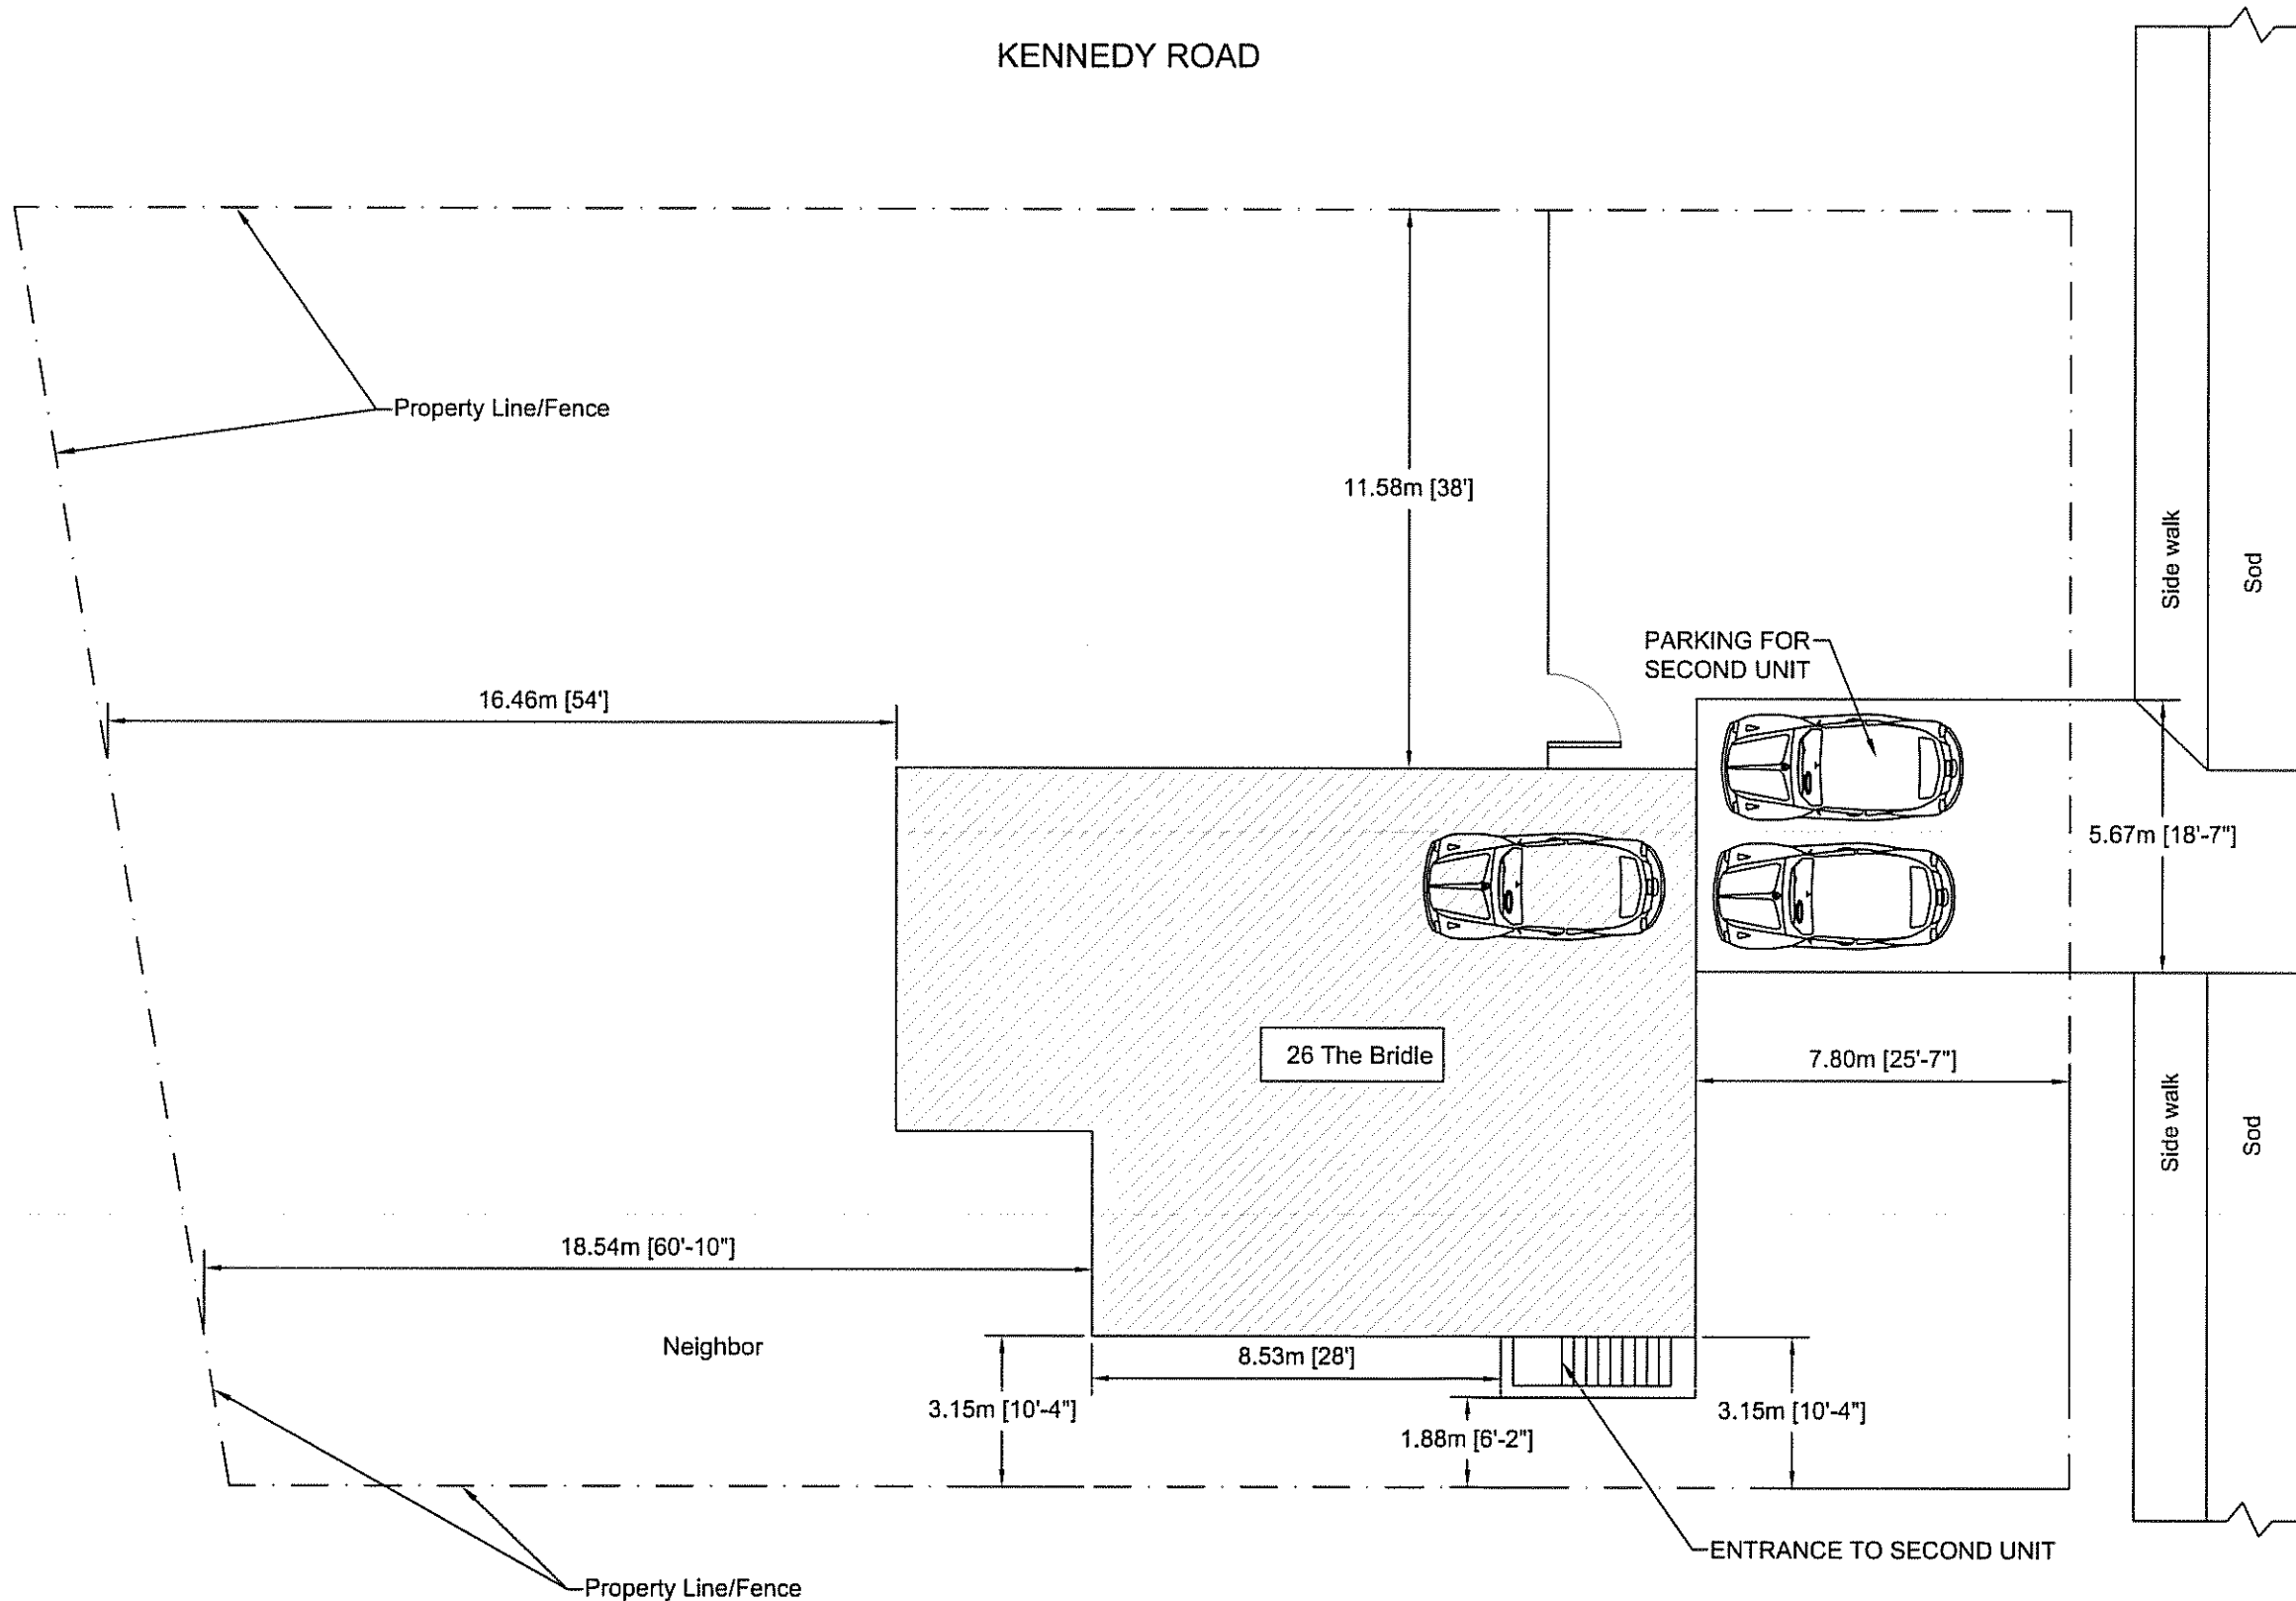 KENNEDY ROAD
Property Line/Fence
11.58m [38']
Side walk
Sod
PARKING FOR
SECOND UNIT
16.46m [54']
5.67m [18'-7"]
26 The Bridle
7.80m [25'-7"]
Side walk
Sod
18.54m [60'-10"]
Neighbor
8.53m [28']
3.15m [10'-4"]
3.15m [10'-4"]
1.88m [6'-2"]
ENTRANCE TO SECOND UNIT
Property Line/Fence